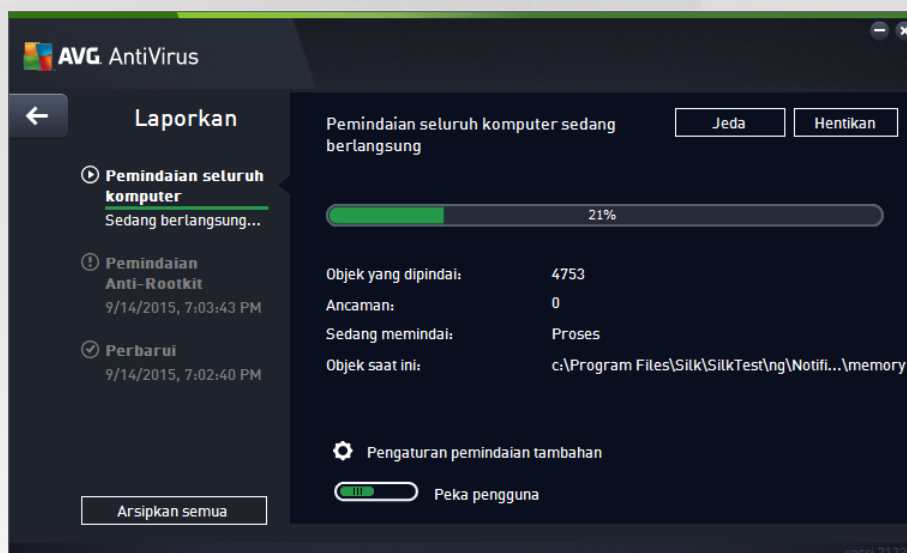 AVG AntiVirus
Laporkan
Pemindaian seluruh komputer
Sedang berlangsung...
Pemindaian
Anti-Rootkit
9/14/2015, 7:03:43 PM
Perbarui
9/14/2015, 7:02:40 PM
Arsipkan semua
Pemindaian seluruh komputer sedang
berlangsung
Jeda
Hentikan
21%
Objek yang dipindai: 4753
Ancaman: 0
Sedang memindai: Proses
Objek saat ini: c:\Program Files\Silk\SilkTest\ng\Notifi...\memory
Pengaturan pemindaian tambahan
Peka pengguna